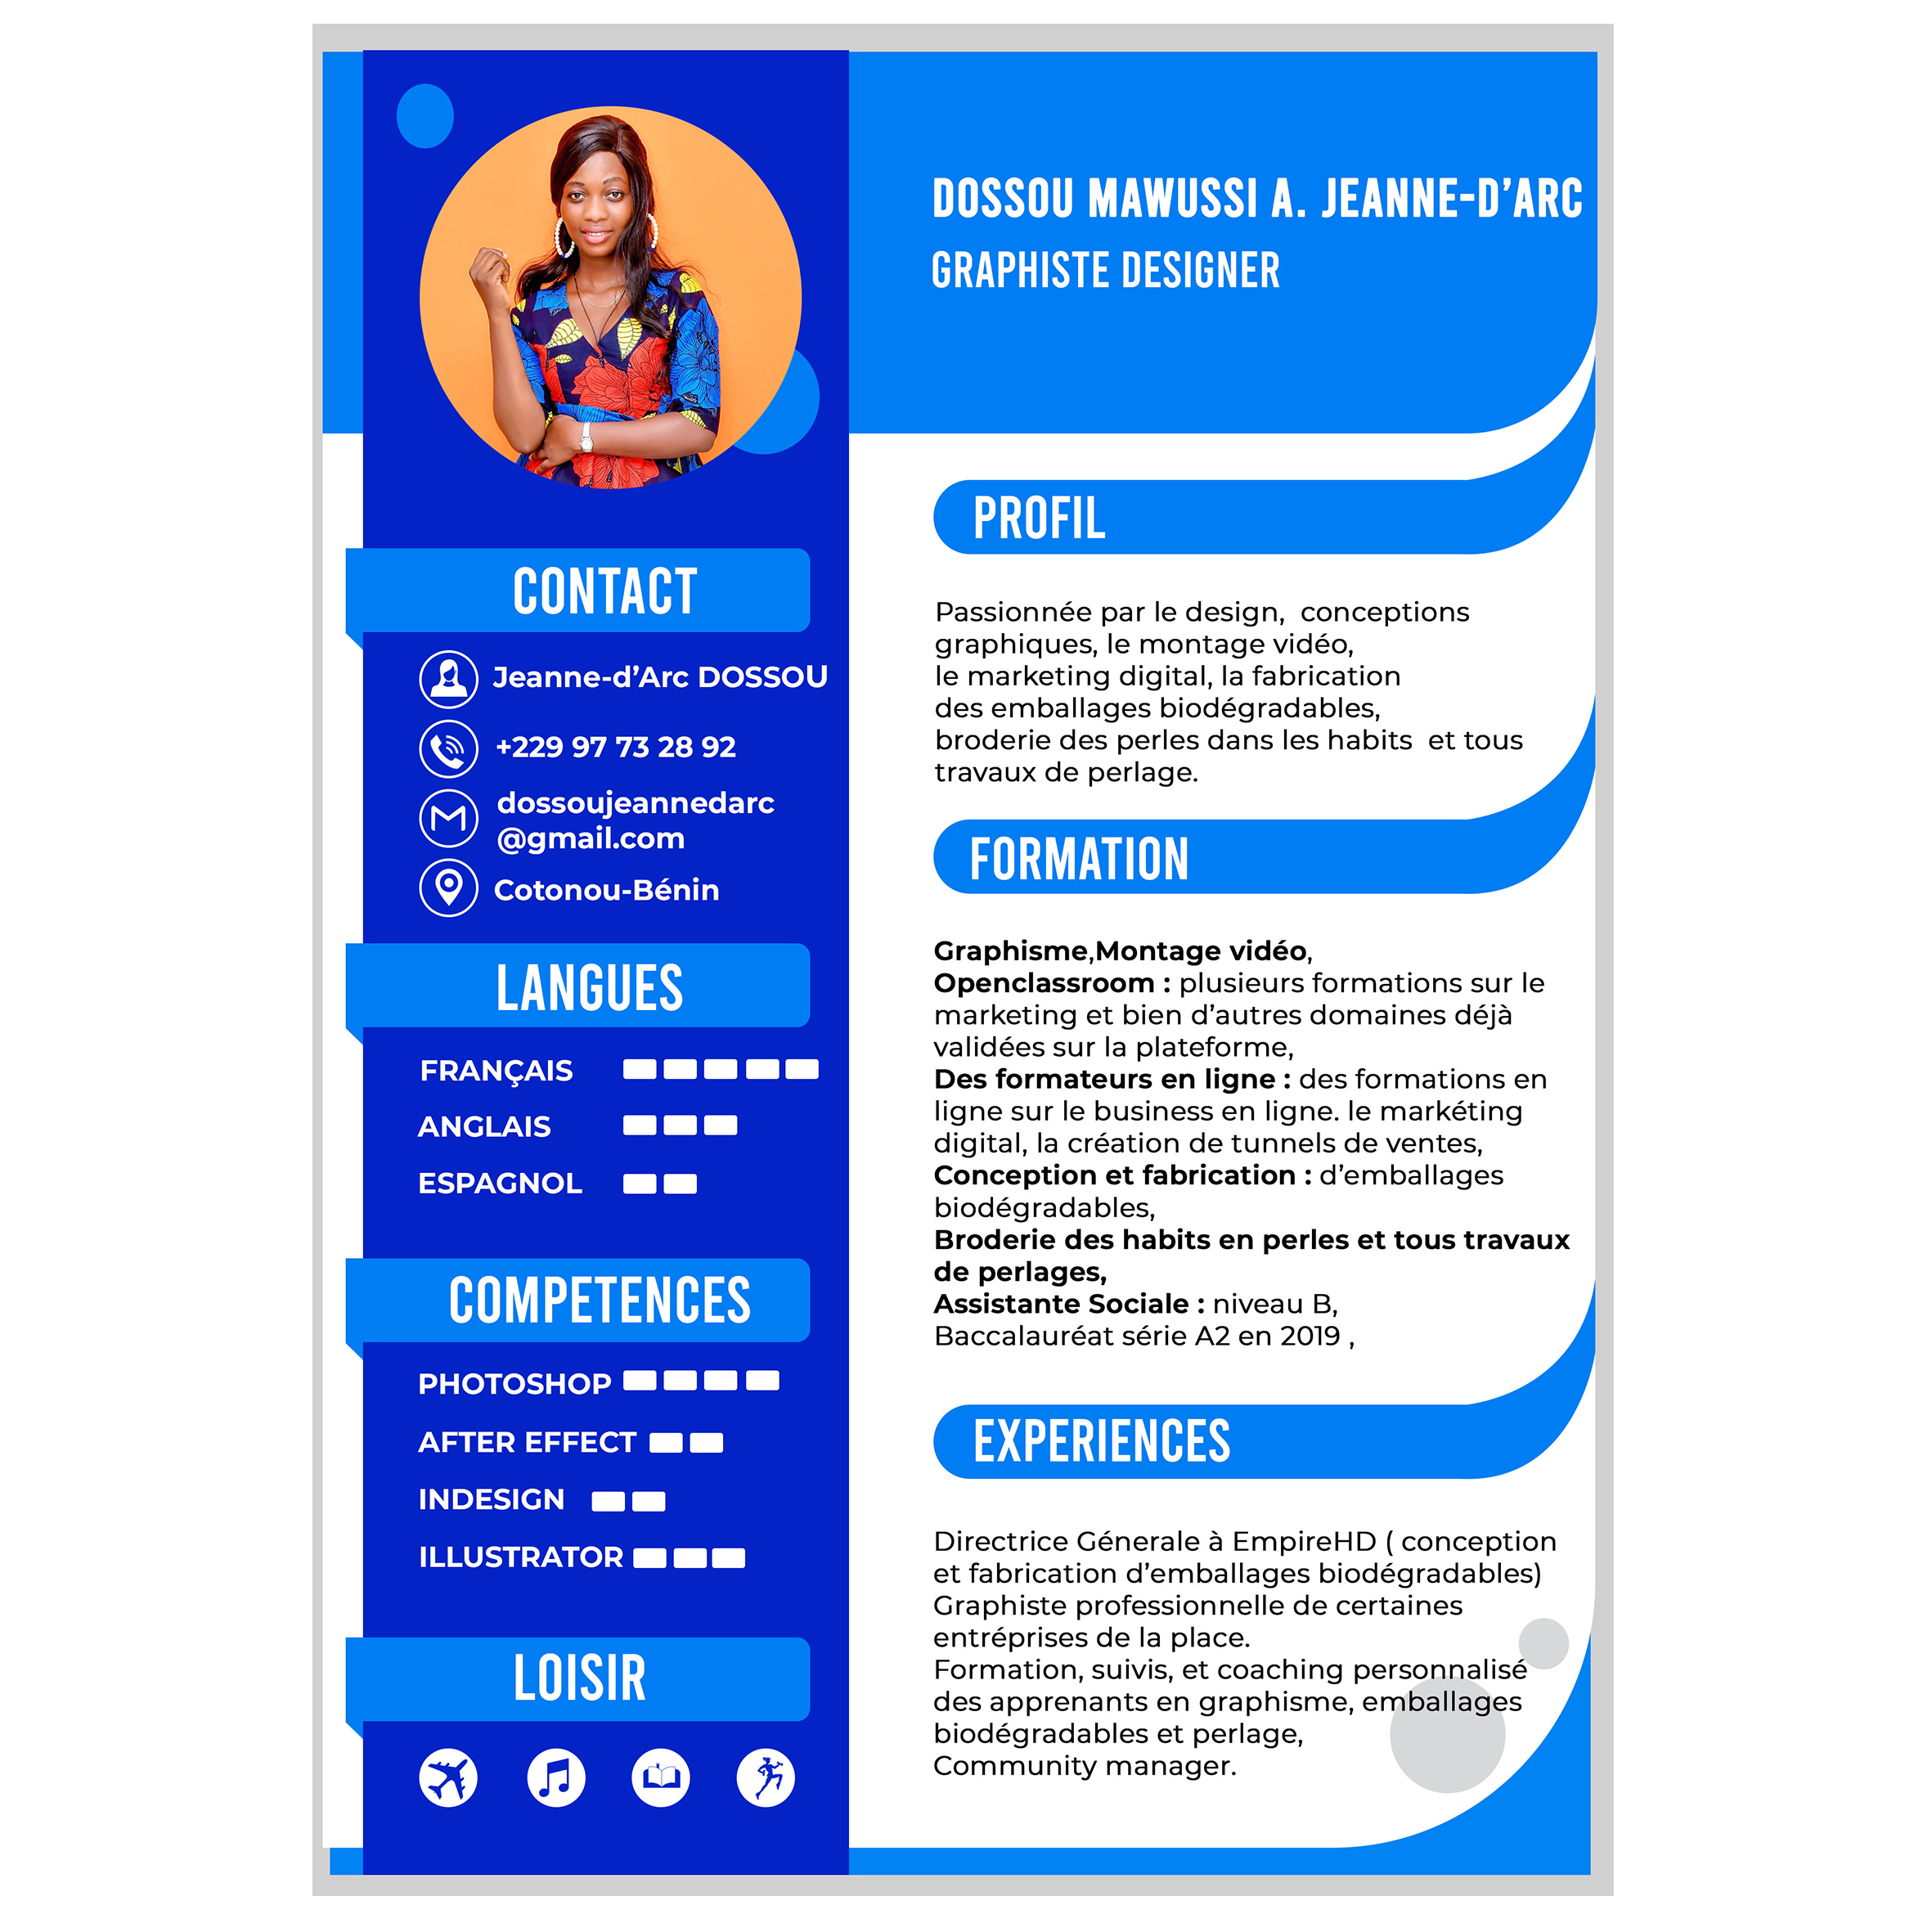 DOSSOU MAWUSSI A. JEANNE-D’ARC
GRAPHISTE DESIGNER
CONTACT
Jeanne-d’Arc DOSSOU
+229 97 73 28 92
dossoujeannedarc
@gmail.com
Cotonou-Bénin
LANGUES
FRANÇAIS
ANGLAIS
ESPAGNOL
COMPETENCES
PHOTOSHOP
AFTER EFFECT
INDESIGN
ILLUSTRATOR
LOISIR
PROFIL
Passionnée par le design,  conceptions
graphiques, le montage vidéo,
le marketing digital, la fabrication
des emballages biodégradables,
broderie des perles dans les habits  et tous
travaux de perlage.
FORMATION
Graphisme,Montage vidéo,
Openclassroom : plusieurs formations sur le
marketing et bien d’autres domaines déjà
validées sur la plateforme,
Des formateurs en ligne : des formations en
ligne sur le business en ligne. le markéting
digital, la création de tunnels de ventes,
Conception et fabrication : d’emballages
biodégradables,
Broderie des habits en perles et tous travaux
de perlages,
Assistante Sociale : niveau B,
Baccalauréat série A2 en 2019 ,
EXPERIENCES
Directrice Génerale à EmpireHD ( conception
et fabrication d’emballages biodégradables)
Graphiste professionnelle de certaines
entréprises de la place.
Formation, suivis, et coaching personnalisé
des apprenants en graphisme, emballages
biodégradables et perlage,
Community manager.